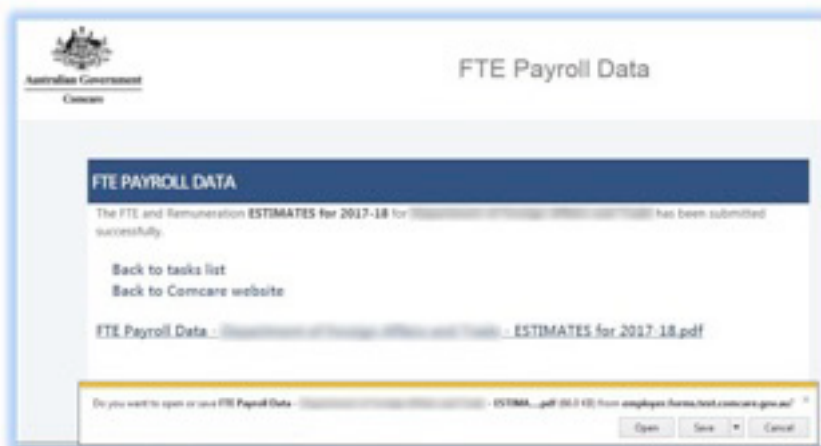 Australian Government
Comcare
FTE Payroll Data
FTE PAYROLL DATA
The FTE and Remuneration ESTIMATES for 2017-18 for has been submitted
successfully.
Back to tasks list
Back to Comcare website
FTE Payroll Data - - ESTIMATES for 2017-18.pdf
Do you want to open or save FTE Payroll Data - - ESTIMA....pdf from employer.forms.test.comcare.gov.au?
Open Save Cancel